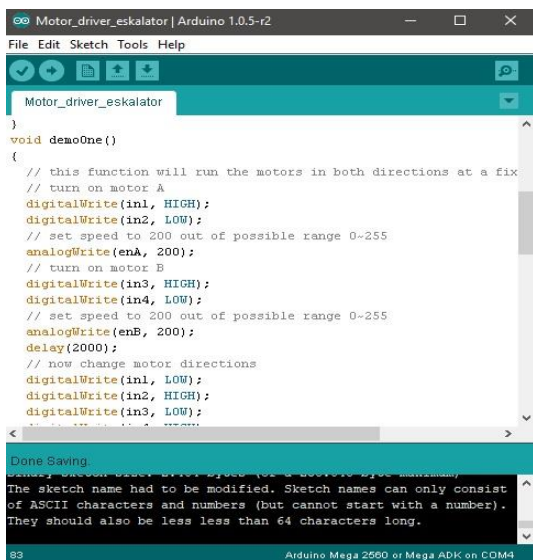 Motor_driver_eskalator | Arduino 1.0.5-r2
File Edit Sketch Tools Help
Motor_driver_eskalator
}
void demoOne()
{
// this function will run the motors in both directions at a fix
// turn on motor A
digitalWrite(in1, HIGH);
digitalWrite(in2, LOW);
// set speed to 200 out of possible range 0~255
analogWrite(enA, 200);
// turn on motor B
digitalWrite(in3, HIGH);
digitalWrite(in4, LOW);
// set speed to 200 out of possible range 0~255
analogWrite(enB, 200);
delay(2000);
// now change motor directions
digitalWrite(in1, LOW);
digitalWrite(in2, HIGH);
digitalWrite(in3, LOW);
Done Saving.
The sketch name had to be modified. Sketch names can only consist
of ASCII characters and numbers (but cannot start with a number).
They should also be less less than 64 characters long.
83
Arduino Mega 2560 or Mega ADK on COM4